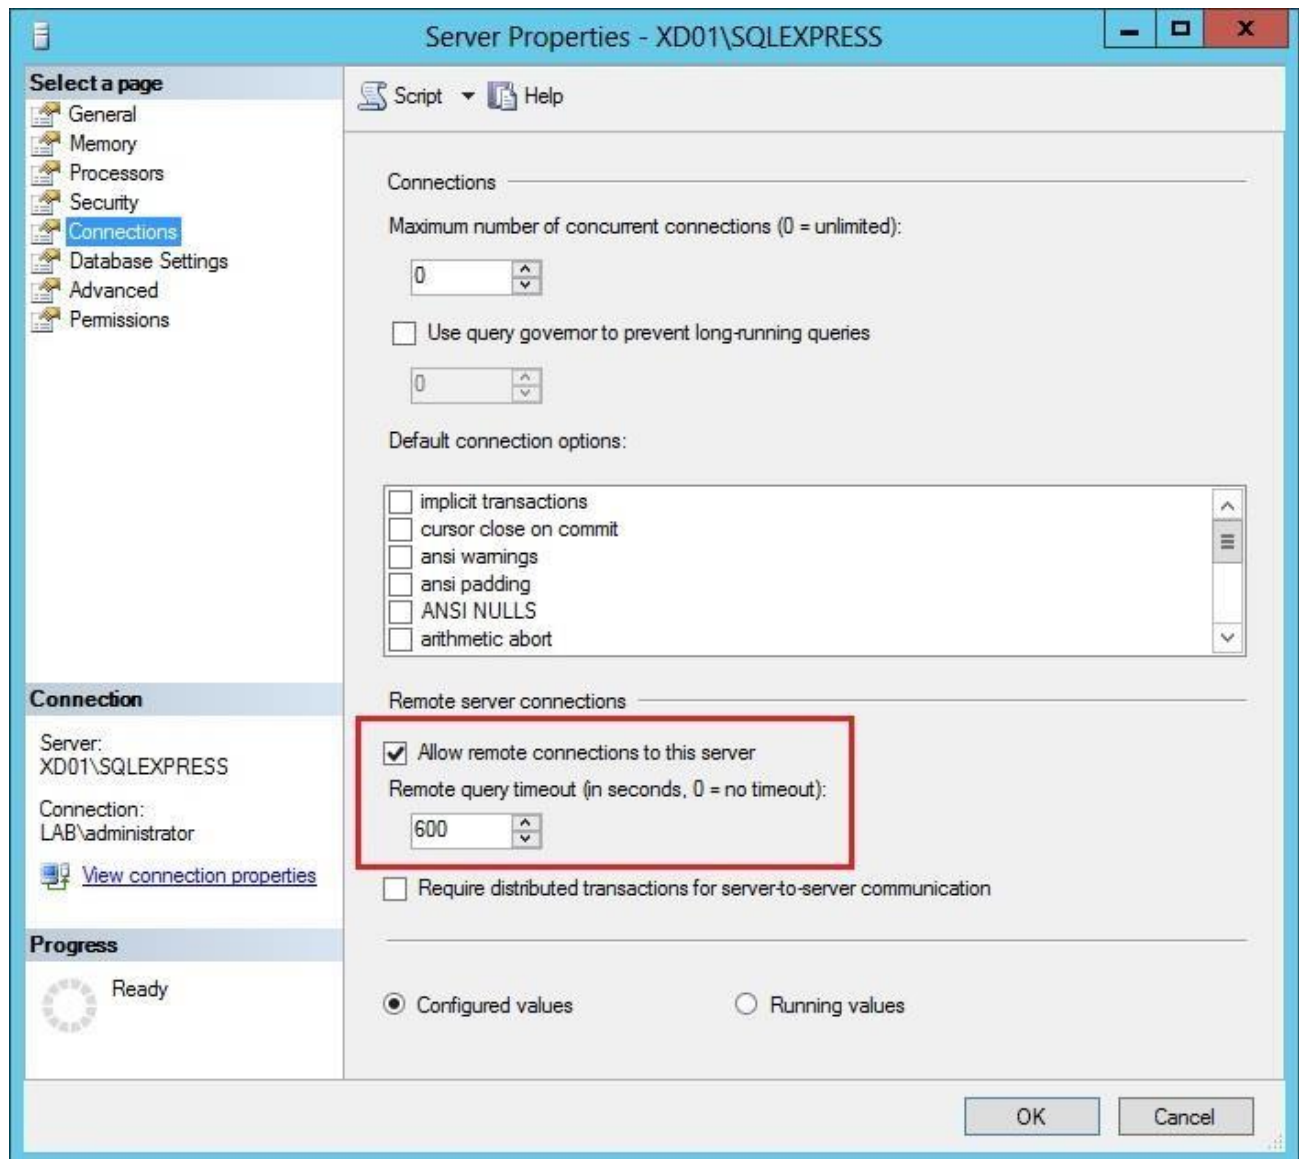 Server Properties - XD01\SQLEXPRESS
Select a page
General
Memory
Processors
Security
Connections
Database Settings
Advanced
Permissions
Script
Help
Connections
Maximum number of concurrent connections (0 = unlimited):
0
Use query governor to prevent long-running queries
0
Default connection options:
implicit transactions
cursor close on commit
ansi warnings
ansi padding
ANSI NULLS
arithmetic abort
Remote server connections
Allow remote connections to this server
Remote query timeout (in seconds, 0 = no timeout):
600
Require distributed transactions for server-to-server communication
Configured values
Running values
Connection
Server:
XD01\SQLEXPRESS
Connection:
LAB\administrator
View connection properties
Progress
Ready
OK
Cancel